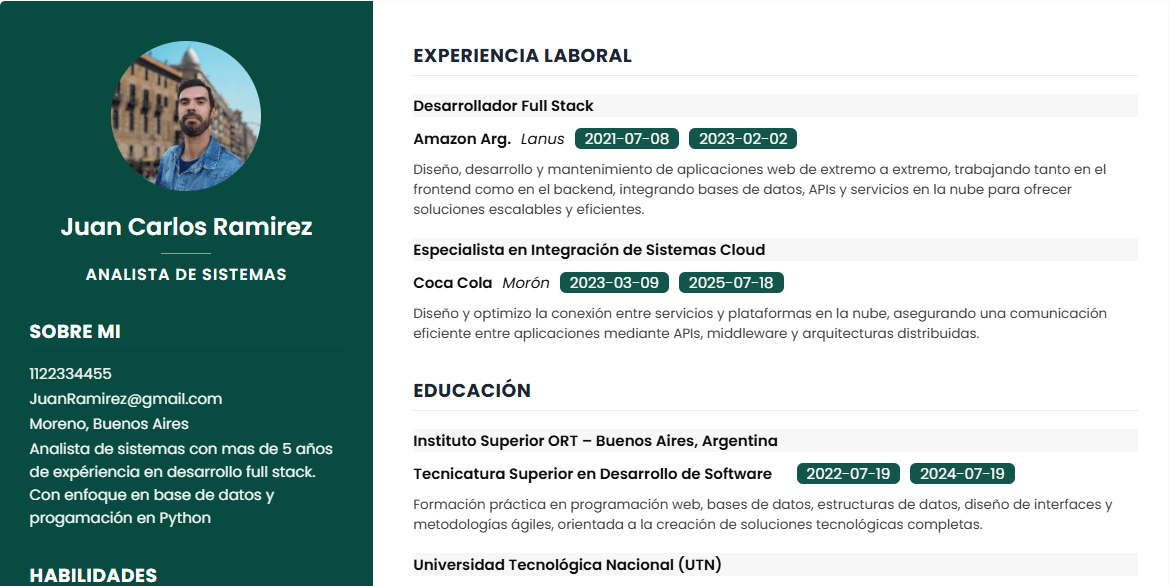 Juan Carlos Ramirez
ANALISTA DE SISTEMAS
SOBRE MI
1122334455
JuanRamirez@gmail.com
Moreno, Buenos Aires
Analista de sistemas con mas de 5 años
de expériencia en desarrollo full stack.
Con enfoque en base de datos y
progamación en Python
HABILIDADES
EXPERIENCIA LABORAL
Desarrollador Full Stack
Amazon Arg. Lanus 2021-07-08 2023-02-02
Diseño, desarrollo y mantenimiento de aplicaciones web de extremo a extremo, trabajando tanto en el
frontend como en el backend, integrando bases de datos, APIs y servicios en la nube para ofrecer
soluciones escalables y eficientes.
Especialista en Integración de Sistemas Cloud
Coca Cola Morón 2023-03-09 2025-07-18
Diseño y optimizo la conexión entre servicios y plataformas en la nube, asegurando una comunicación
eficiente entre aplicaciones mediante APIs, middleware y arquitecturas distribuidas.
EDUCACIÓN
Instituto Superior ORT – Buenos Aires, Argentina
Tecnicatura Superior en Desarrollo de Software 2022-07-19 2024-07-19
Formación práctica en programación web, bases de datos, estructuras de datos, diseño de interfaces y
metodologías ágiles, orientada a la creación de soluciones tecnológicas completas.
Universidad Tecnológica Nacional (UTN)